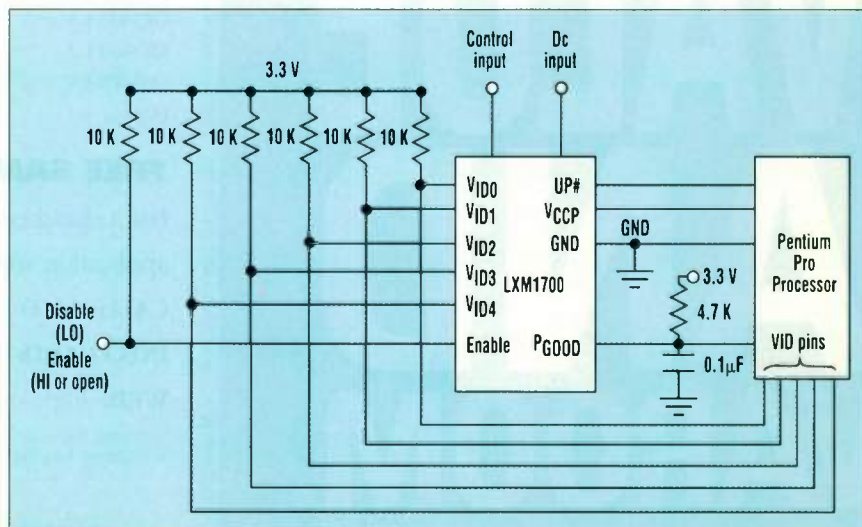 Control
input
Dc
input
3.3 V
10 K
10 K
10 K
10 K
10 K
10 K
VID0
VID1
VID2
VID3
VID4
Enable
UP#
VCCP
GND
LXM1700
PGOOD
GND
3.3 V
4.7 K
0.1µF
Pentium
Pro
Processor
VID pins
Disable
(LO)
Enable
(HI or open)
FREE SAM